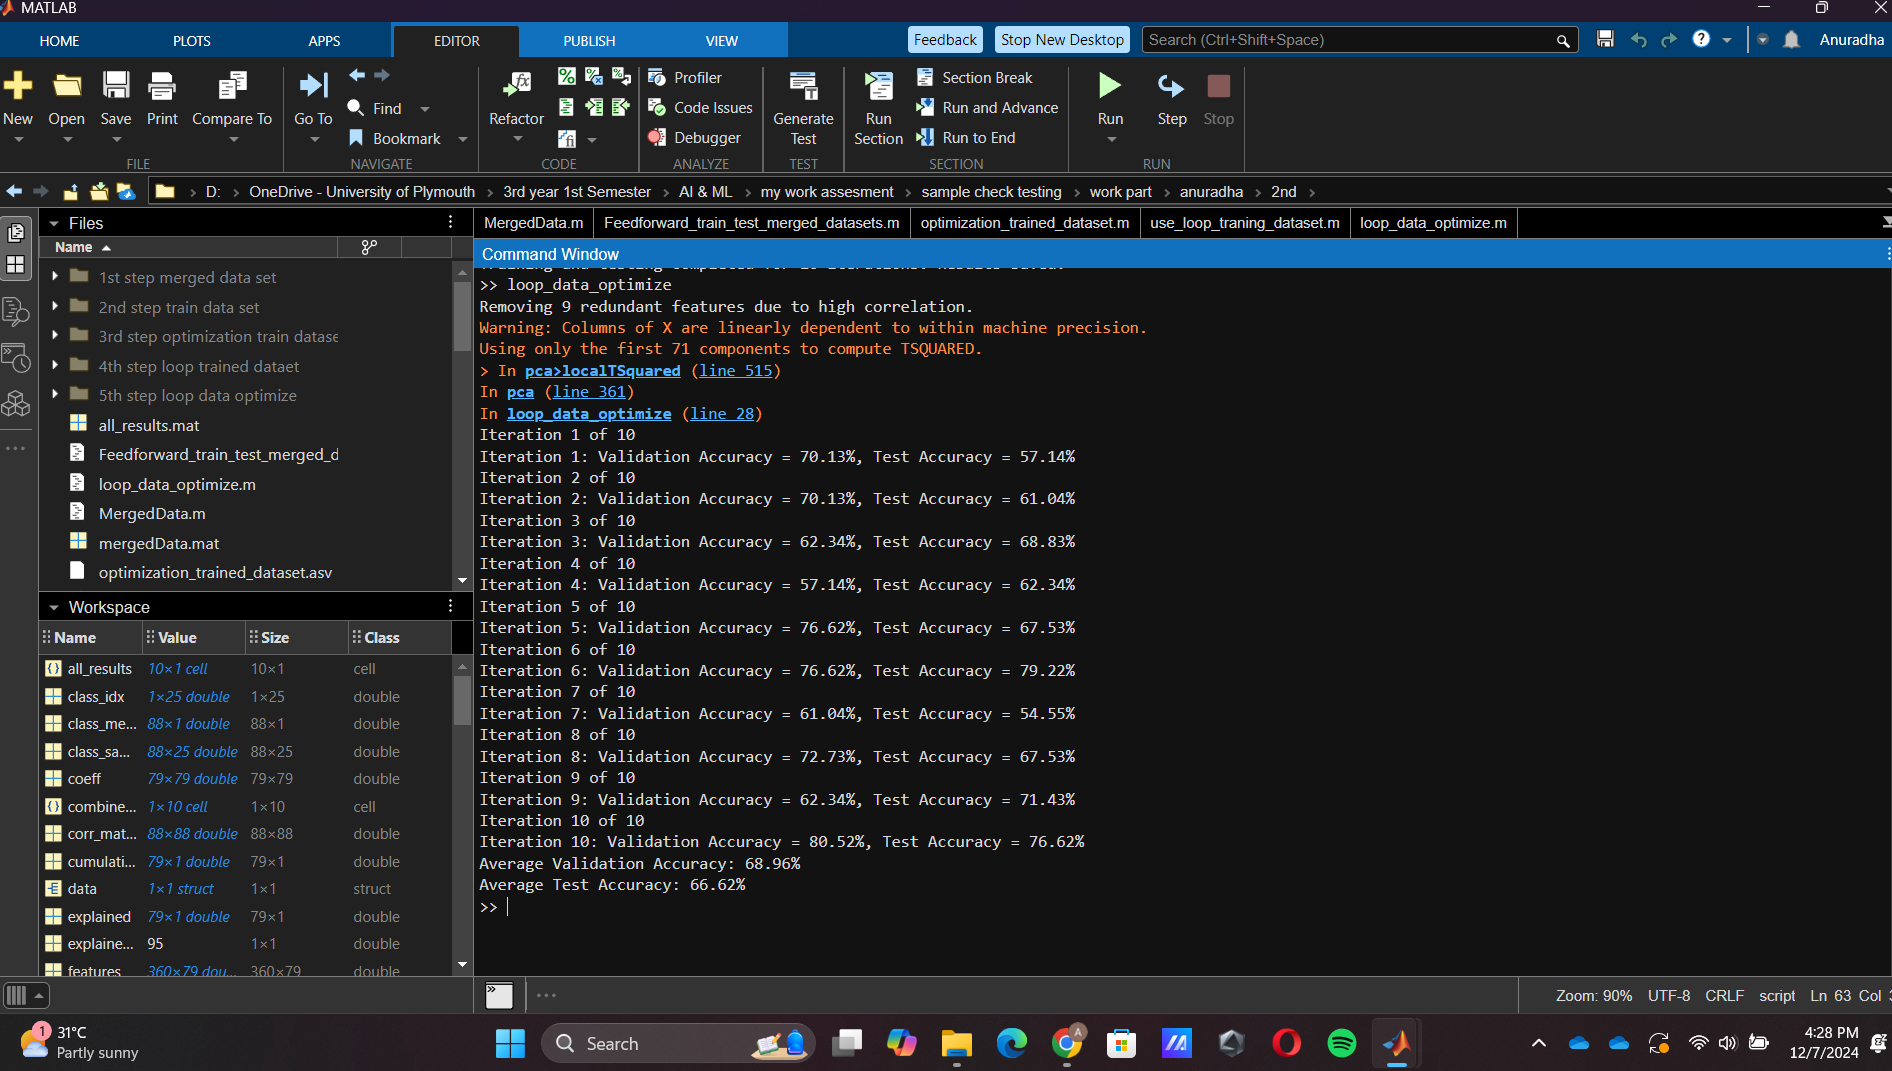 MATLAB
HOME
PLOTS
APPS
EDITOR
PUBLISH
VIEW
Feedback
Stop New Desktop
Search (Ctrl+Shift+Space)
Anuradha
New
Open
Save
Print
Compare To
FILE
Go To
Find
Bookmark
NAVIGATE
Refactor
CODE
Profiler
Code Issues
Debugger
ANALYZE
Generate
Test
TEST
Run
Section
Section Break
Run and Advance
Run to End
SECTION
Run
Step
Stop
RUN
D: › OneDrive - University of Plymouth › 3rd year 1st Semester › AI & ML › my work assesment › sample check testing › work part › anuradha › 2nd ›
Files
Name
1st step merged data set
2nd step train data set
3rd step optimization train datase
4th step loop trained dataet
5th step loop data optimize
all_results.mat
Feedforward_train_test_merged_d
loop_data_optimize.m
MergedData.m
mergedData.mat
optimization_trained_dataset.asv
Workspace
Name Value Size Class
all_results 10×1 cell 10×1 cell
class_idx 1×25 double 1×25 double
class_me... 88×1 double 88×1 double
class_sa... 88×25 double 88×25 double
coeff 79×79 double 79×79 double
combine... 1×10 cell 1×10 cell
corr_mat... 88×88 double 88×88 double
cumulati... 79×1 double 79×1 double
data 1×1 struct 1×1 struct
explained 79×1 double 79×1 double
explaine... 95 1×1 double
features 360×79 dou... 360×79 double
MergedData.m
Feedforward_train_test_merged_datasets.m
optimization_trained_dataset.m
use_loop_traning_dataset.m
loop_data_optimize.m
Command Window
>> loop_data_optimize
Removing 9 redundant features due to high correlation.
Warning: Columns of X are linearly dependent to within machine precision.
Using only the first 71 components to compute TSQUARED.
> In pca>localTSquared (line 515)
In pca (line 361)
In loop_data_optimize (line 28)
Iteration 1 of 10
Iteration 1: Validation Accuracy = 70.13%, Test Accuracy = 57.14%
Iteration 2 of 10
Iteration 2: Validation Accuracy = 70.13%, Test Accuracy = 61.04%
Iteration 3 of 10
Iteration 3: Validation Accuracy = 62.34%, Test Accuracy = 68.83%
Iteration 4 of 10
Iteration 4: Validation Accuracy = 57.14%, Test Accuracy = 62.34%
Iteration 5 of 10
Iteration 5: Validation Accuracy = 76.62%, Test Accuracy = 67.53%
Iteration 6 of 10
Iteration 6: Validation Accuracy = 76.62%, Test Accuracy = 79.22%
Iteration 7 of 10
Iteration 7: Validation Accuracy = 61.04%, Test Accuracy = 54.55%
Iteration 8 of 10
Iteration 8: Validation Accuracy = 72.73%, Test Accuracy = 67.53%
Iteration 9 of 10
Iteration 9: Validation Accuracy = 62.34%, Test Accuracy = 71.43%
Iteration 10 of 10
Iteration 10: Validation Accuracy = 80.52%, Test Accuracy = 76.62%
Average Validation Accuracy: 68.96%
Average Test Accuracy: 66.62%
>>
Zoom: 90% UTF-8 CRLF script Ln 63 Col
1
31°C
Partly sunny
Search
A
4:28 PM
12/7/2024